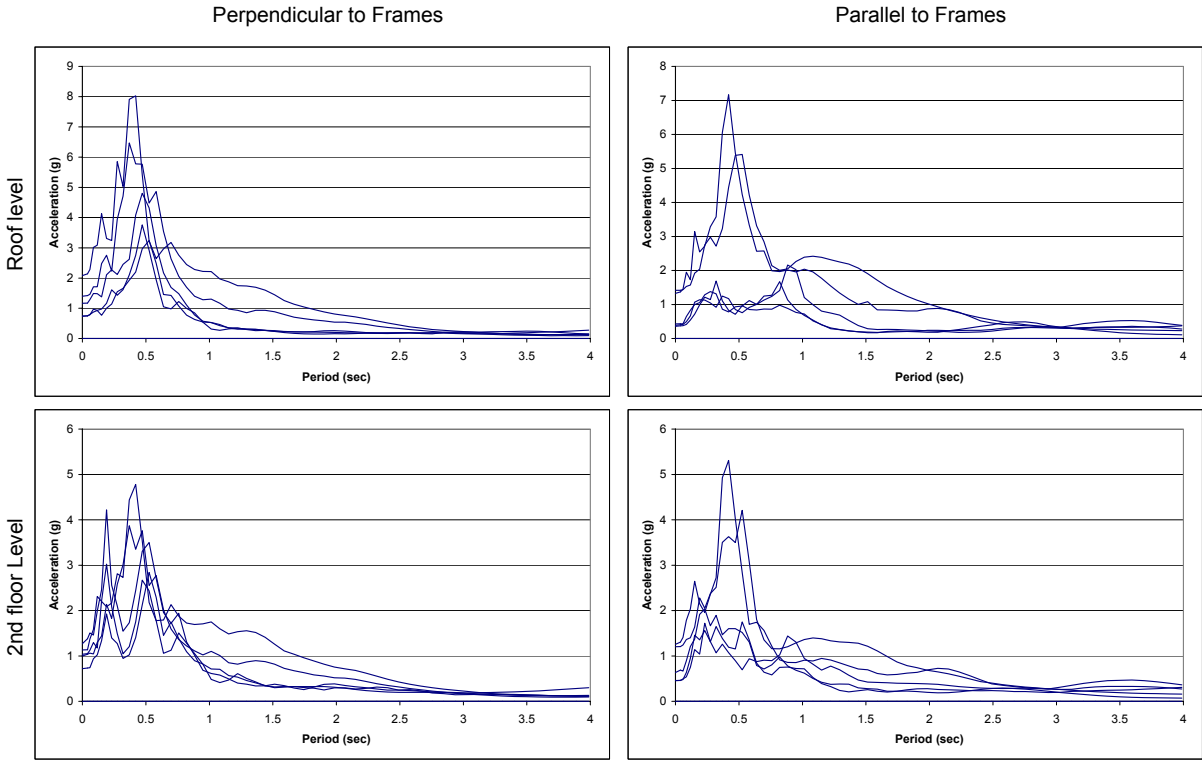 Perpendicular to Frames
Parallel to Frames
Roof level
Acceleration (g)
9
8
7
6
5
4
3
2
1
0
0 0.5 1 1.5 2 2.5 3 3.5 4
Period (sec)
Acceleration (g)
8
7
6
5
4
3
2
1
0
0 0.5 1 1.5 2 2.5 3 3.5 4
Period (sec)
2nd floor Level
Acceleration (g)
6
5
4
3
2
1
0
0 0.5 1 1.5 2 2.5 3 3.5 4
Period (sec)
Acceleration (g)
6
5
4
3
2
1
0
0 0.5 1 1.5 2 2.5 3 3.5 4
Period (sec)